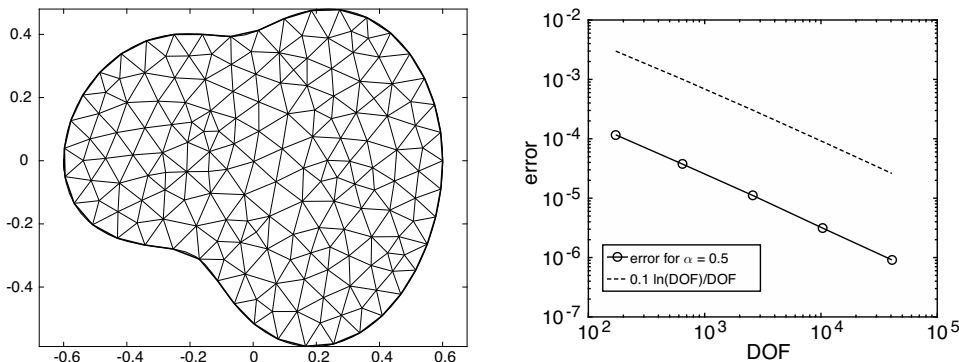 0.4
0.2
0
-0.2
-0.4
-0.6 -0.4 -0.2 0 0.2 0.4 0.6
10^-2
10^-3
10^-4
10^-5
10^-6
10^-7
error
error for α = 0.5
0.1 ln(DOF)/DOF
10^2 10^3 10^4 10^5
DOF